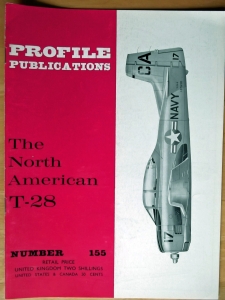 PROFILE
PUBLICATIONS
The
North
American
T-28
NUMBER 155
RETAIL PRICE
UNITED KINGDOM TWO SHILLINGS
UNITED STATES & CANADA 50 CENTS
CA
17
NAVY
17